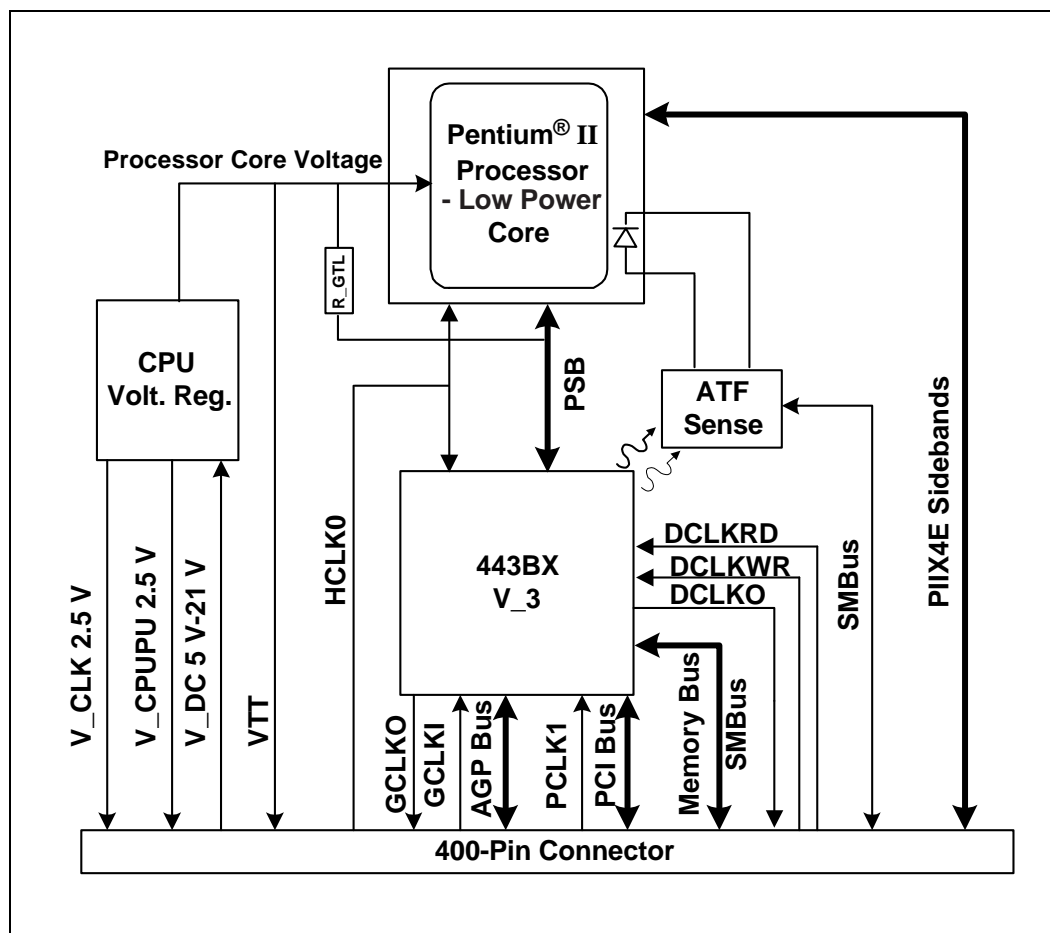 Pentium® II
Processor
- Low Power
Core
Processor Core Voltage
R_GTL
CPU
Volt. Reg.
PSB
ATF
Sense
PIIX4E Sidebands
HCLK0
443BX
V_3
DCLKRD
DCLKWR
DCLKO
SMBus
V_CLK 2.5 V
V_CPUPU 2.5 V
V_DC 5 V-21 V
VTT
GCLKO
GCLKI
AGP Bus
PCLK1
PCI Bus
Memory Bus
SMBus
400-Pin Connector